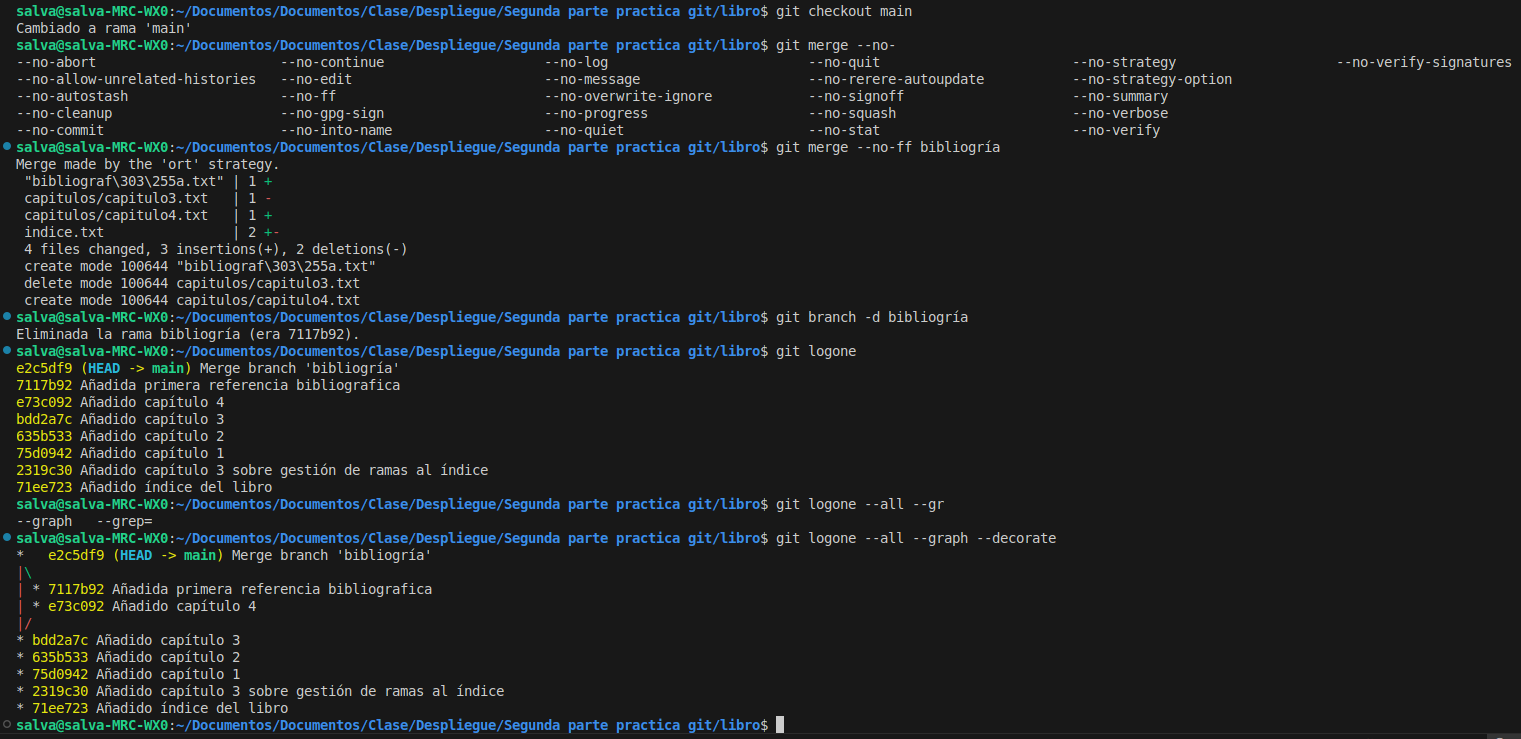 salva@salva-MRC-WX0:~/Documentos/Documentos/Clase/Despliegue/Segunda parte practica git/libro$ git checkout main
Cambiado a rama 'main'
salva@salva-MRC-WX0:~/Documentos/Documentos/Clase/Despliegue/Segunda parte practica git/libro$ git merge --no-
--no-abort                       --no-continue                    --no-log                         --no-quit                        --no-strategy                    --no-verify-signatures
--no-allow-unrelated-histories   --no-edit                        --no-message                     --no-rerere-autoupdate           --no-strategy-option
--no-autostash                   --no-ff                          --no-overwrite-ignore            --no-signoff                     --no-summary
--no-cleanup                     --no-gpg-sign                    --no-progress                    --no-squash                      --no-verbose
--no-commit                      --no-into-name                   --no-quiet                       --no-stat                        --no-verify
salva@salva-MRC-WX0:~/Documentos/Documentos/Clase/Despliegue/Segunda parte practica git/libro$ git merge --no-ff bibliogría
Merge made by the 'ort' strategy.
 "bibliograf\303\255a.txt" | 1 +
 capitulos/capitulo3.txt   | 1 -
 capitulos/capitulo4.txt   | 1 +
 indice.txt                | 2 +-
 4 files changed, 3 insertions(+), 2 deletions(-)
 create mode 100644 "bibliograf\303\255a.txt"
 delete mode 100644 capitulos/capitulo3.txt
 create mode 100644 capitulos/capitulo4.txt
salva@salva-MRC-WX0:~/Documentos/Documentos/Clase/Despliegue/Segunda parte practica git/libro$ git branch -d bibliogría
Eliminada la rama bibliogría (era 7117b92).
salva@salva-MRC-WX0:~/Documentos/Documentos/Clase/Despliegue/Segunda parte practica git/libro$ git logone
e2c5df9 (HEAD -> main) Merge branch 'bibliogría'
7117b92 Añadida primera referencia bibliografica
e73c092 Añadido capítulo 4
bdd2a7c Añadido capítulo 3
635b533 Añadido capítulo 2
75d0942 Añadido capítulo 1
2319c30 Añadido capítulo 3 sobre gestión de ramas al índice
71ee723 Añadido índice del libro
salva@salva-MRC-WX0:~/Documentos/Documentos/Clase/Despliegue/Segunda parte practica git/libro$ git logone --all --gr
--graph   --grep=
salva@salva-MRC-WX0:~/Documentos/Documentos/Clase/Despliegue/Segunda parte practica git/libro$ git logone --all --graph --decorate
*   e2c5df9 (HEAD -> main) Merge branch 'bibliogría'
|\
| * 7117b92 Añadida primera referencia bibliografica
| * e73c092 Añadido capítulo 4
|/
* bdd2a7c Añadido capítulo 3
* 635b533 Añadido capítulo 2
* 75d0942 Añadido capítulo 1
* 2319c30 Añadido capítulo 3 sobre gestión de ramas al índice
* 71ee723 Añadido índice del libro
salva@salva-MRC-WX0:~/Documentos/Documentos/Clase/Despliegue/Segunda parte practica git/libro$